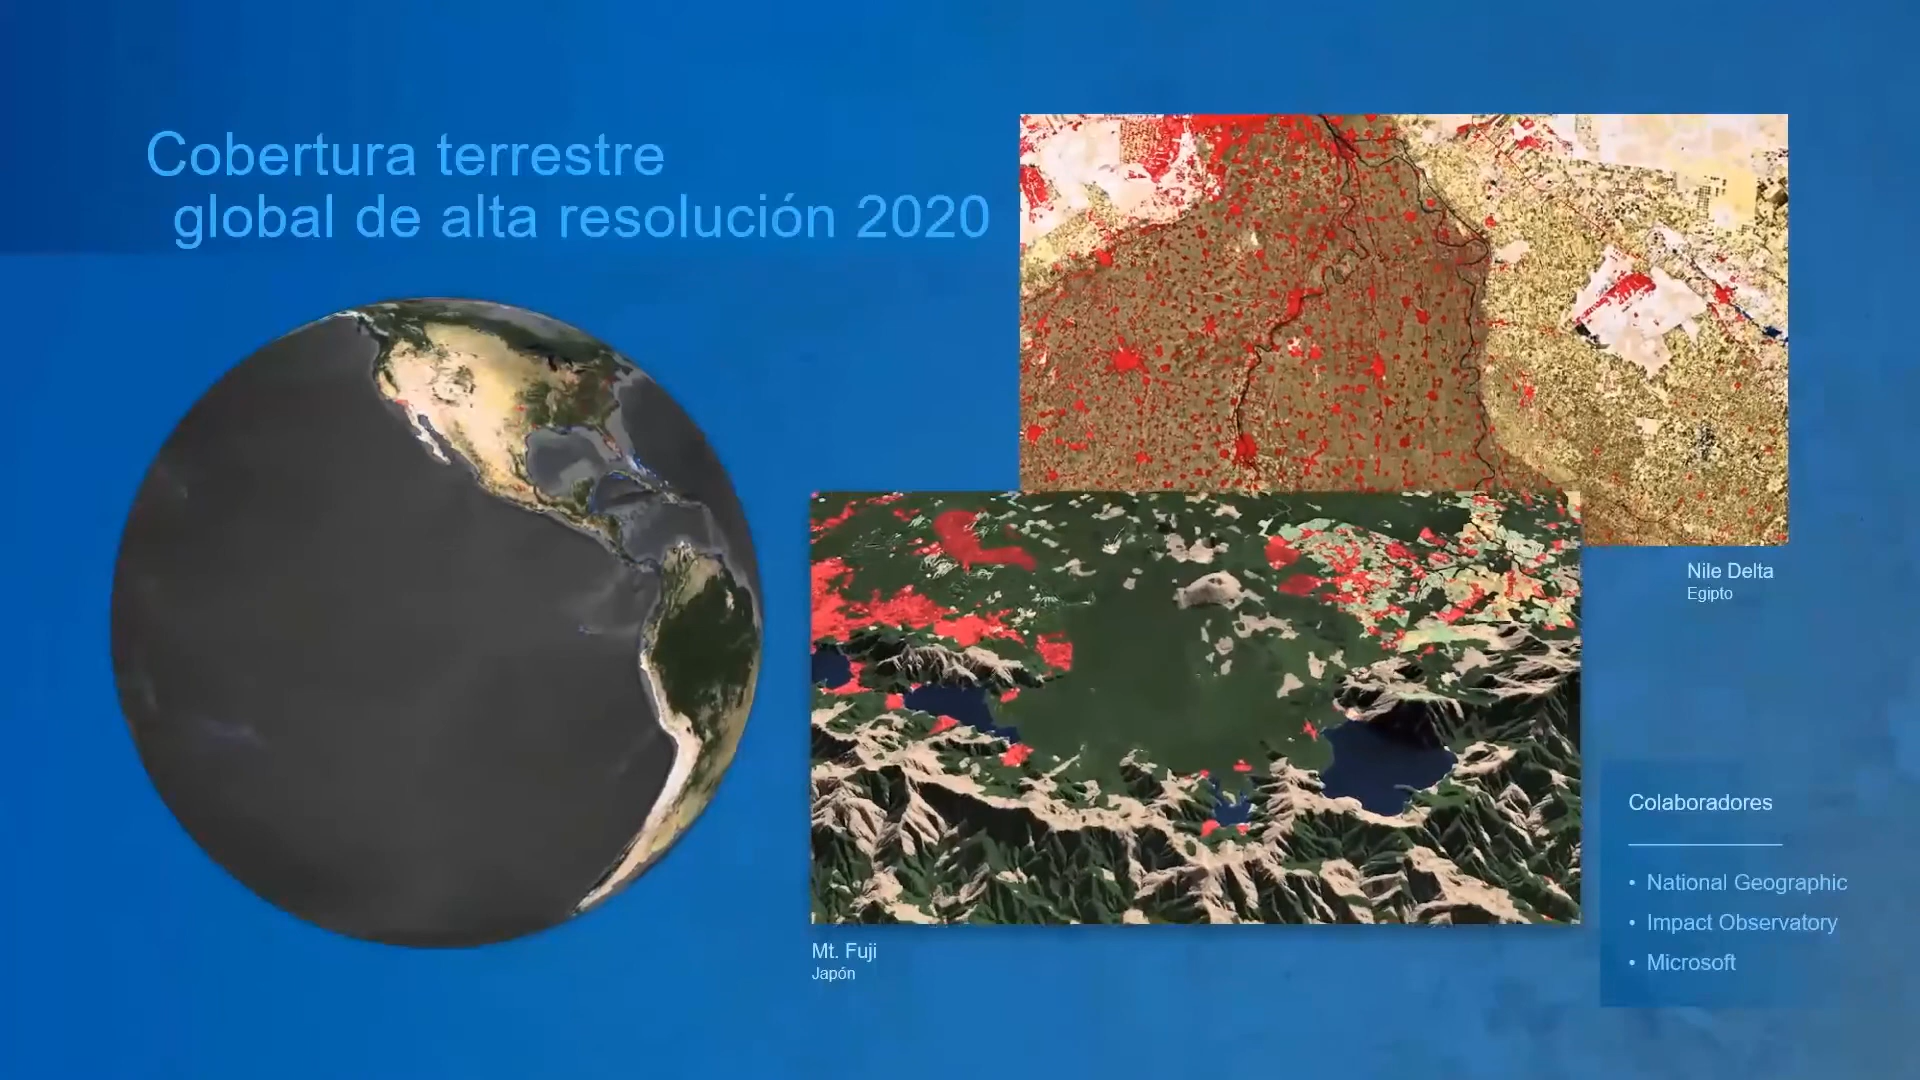 Cobertura terrestre
global de alta resolución 2020
Nile Delta
Egipto
Mt. Fuji
Japón
Colaboradores
• National Geographic
• Impact Observatory
• Microsoft